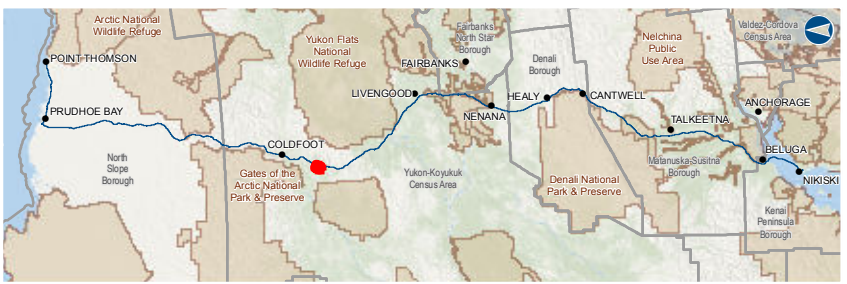 Arctic National
Wildlife Refuge
POINT THOMSON
PRUDHOE BAY
North
Slope
Borough
COLDFOOT
Gates of the
Arctic National
Park & Preserve
Yukon Flats
National
Wildlife Refuge
LIVENGOOD
FAIRBANKS
Fairbanks
North Star
Borough
NENANA
Yukon-Koyukuk
Census Area
HEALY
Denali
Borough
CANTWELL
Denali National
Park & Preserve
Nelchina
Public
Use Area
TALKEETNA
Matanuska-Susitna
Borough
Valdez-Cordova
Census Area
ANCHORAGE
BELUGA
NIKISKI
Kenai
Peninsula
Borough